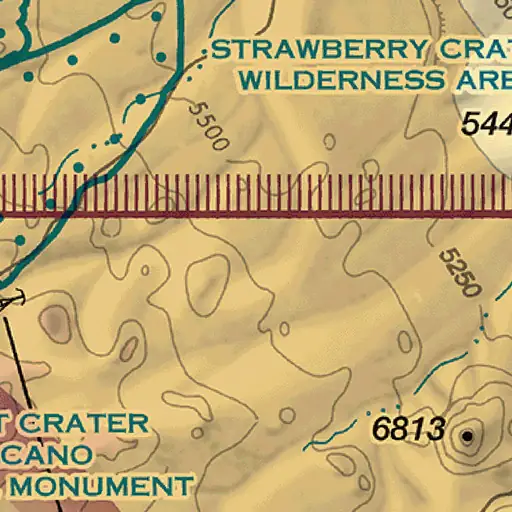 STRAWBERRY CRAT
WILDERNESS ARE
544
5500
5250
6813
T CRATER
CANO
MONUMENT